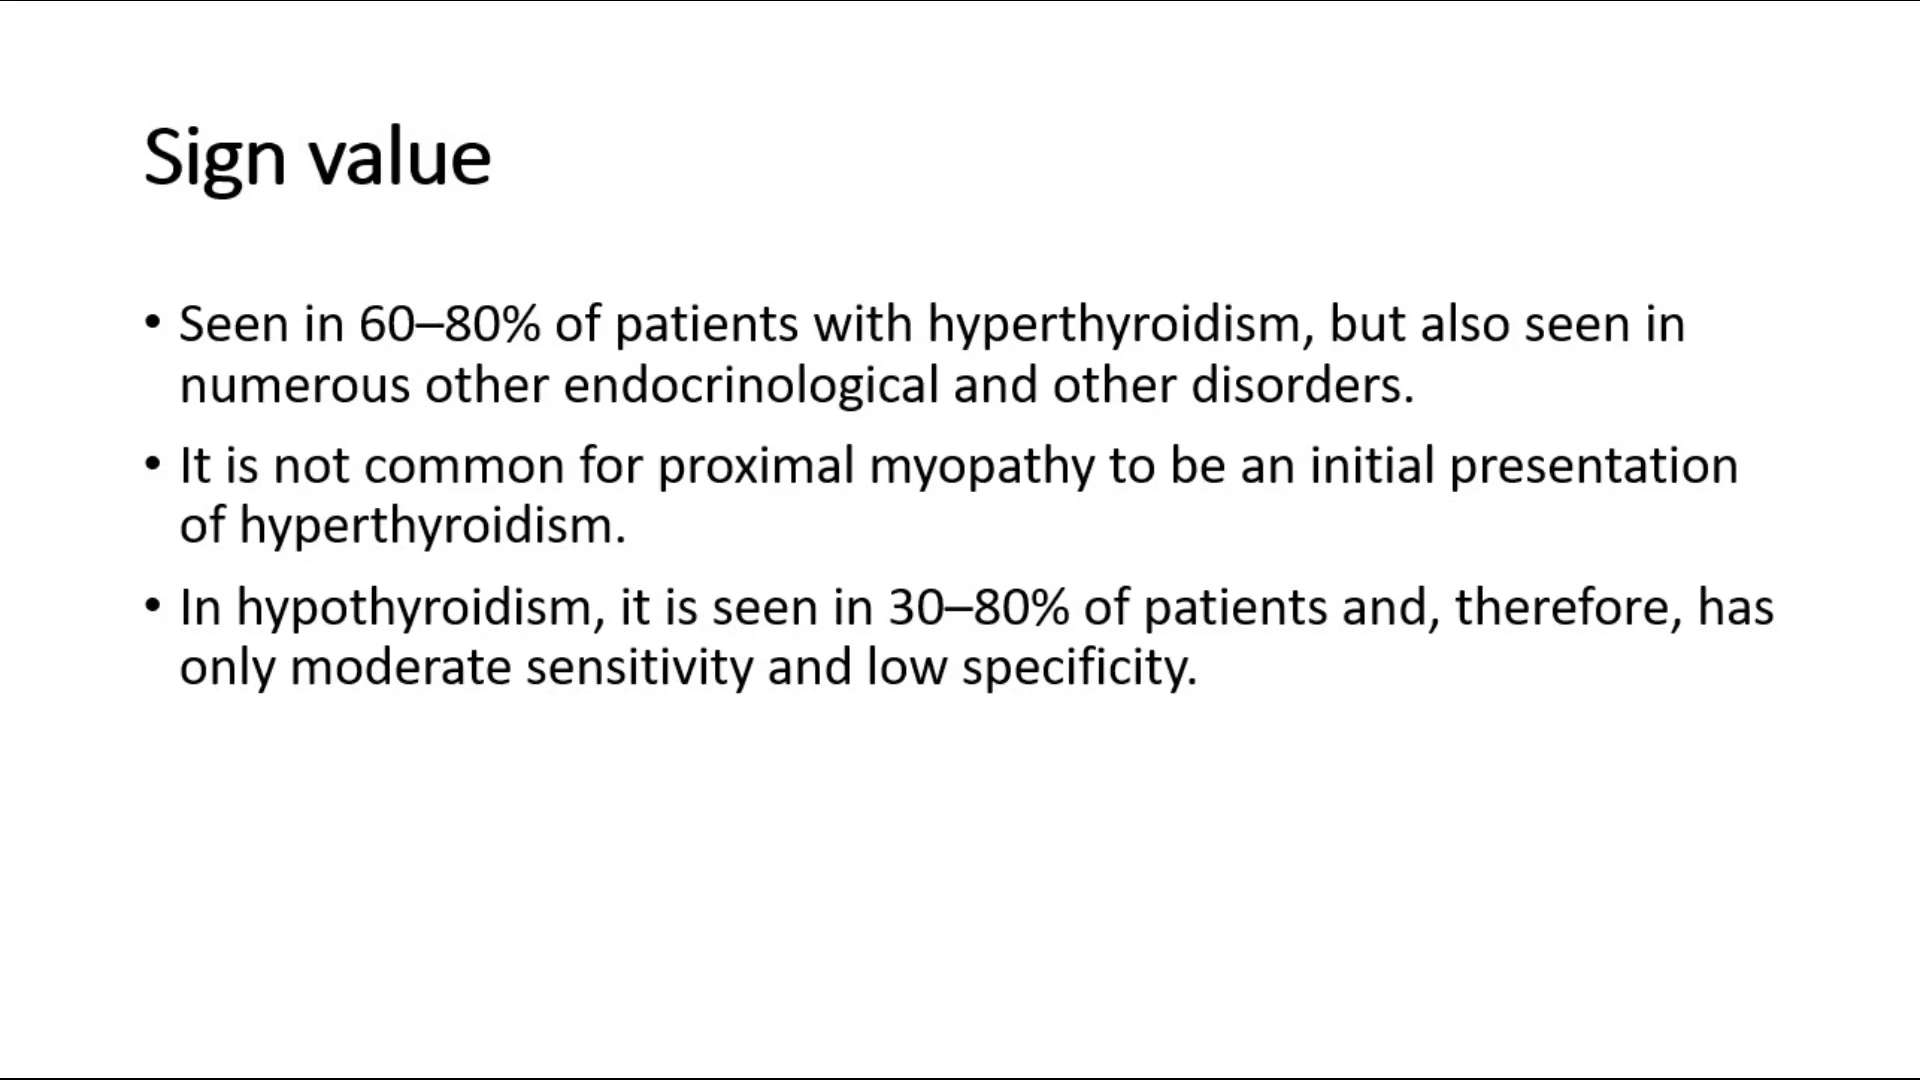 Sign value
• Seen in 60–80% of patients with hyperthyroidism, but also seen in
numerous other endocrinological and other disorders.
• It is not common for proximal myopathy to be an initial presentation
of hyperthyroidism.
• In hypothyroidism, it is seen in 30–80% of patients and, therefore, has
only moderate sensitivity and low specificity.